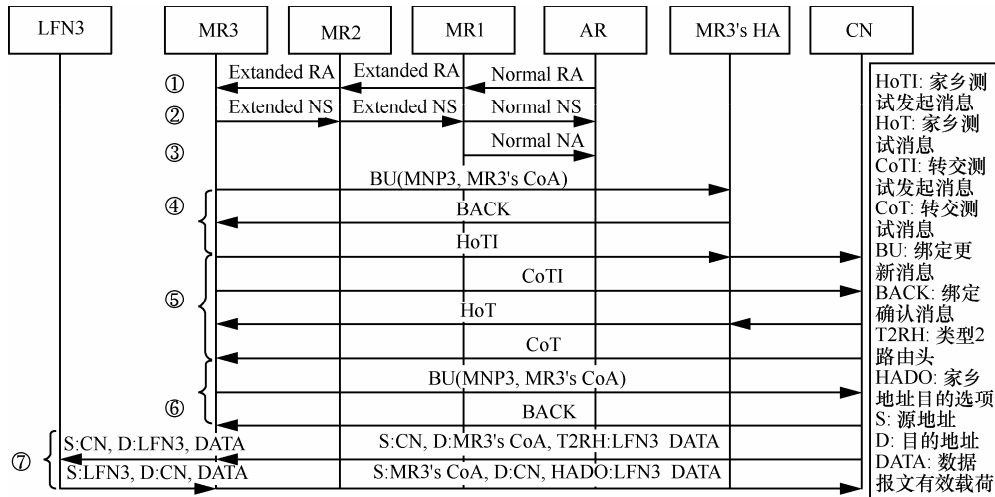 LFN3 MR3 MR2 MR1 AR MR3's HA CN
① Extanded RA Extanded RA Normal RA
② Extended NS Extended NS Normal NS
③ Normal NA
④ BU(MNP3, MR3's CoA)
BACK
HoTI
⑤ CoTI
HoT
CoT
BU(MNP3, MR3's CoA)
⑥ BACK
⑦ S:CN, D:LFN3, DATA S:CN, D:MR3's CoA, T2RH:LFN3 DATA
S:LFN3, D:CN, DATA S:MR3's CoA, D:CN, HADO:LFN3 DATA
HoTI: 家乡测
试发起消息
HoT: 家乡测
试消息
CoTI: 转交测
试发起消息
CoT: 转交测
试消息
BU: 绑定更
新消息
BACK: 绑定
确认消息
T2RH: 类型2
路由头
HADO: 家乡
地址目的选项
S: 源地址
D: 目的地址
DATA: 数据
报文有效载荷